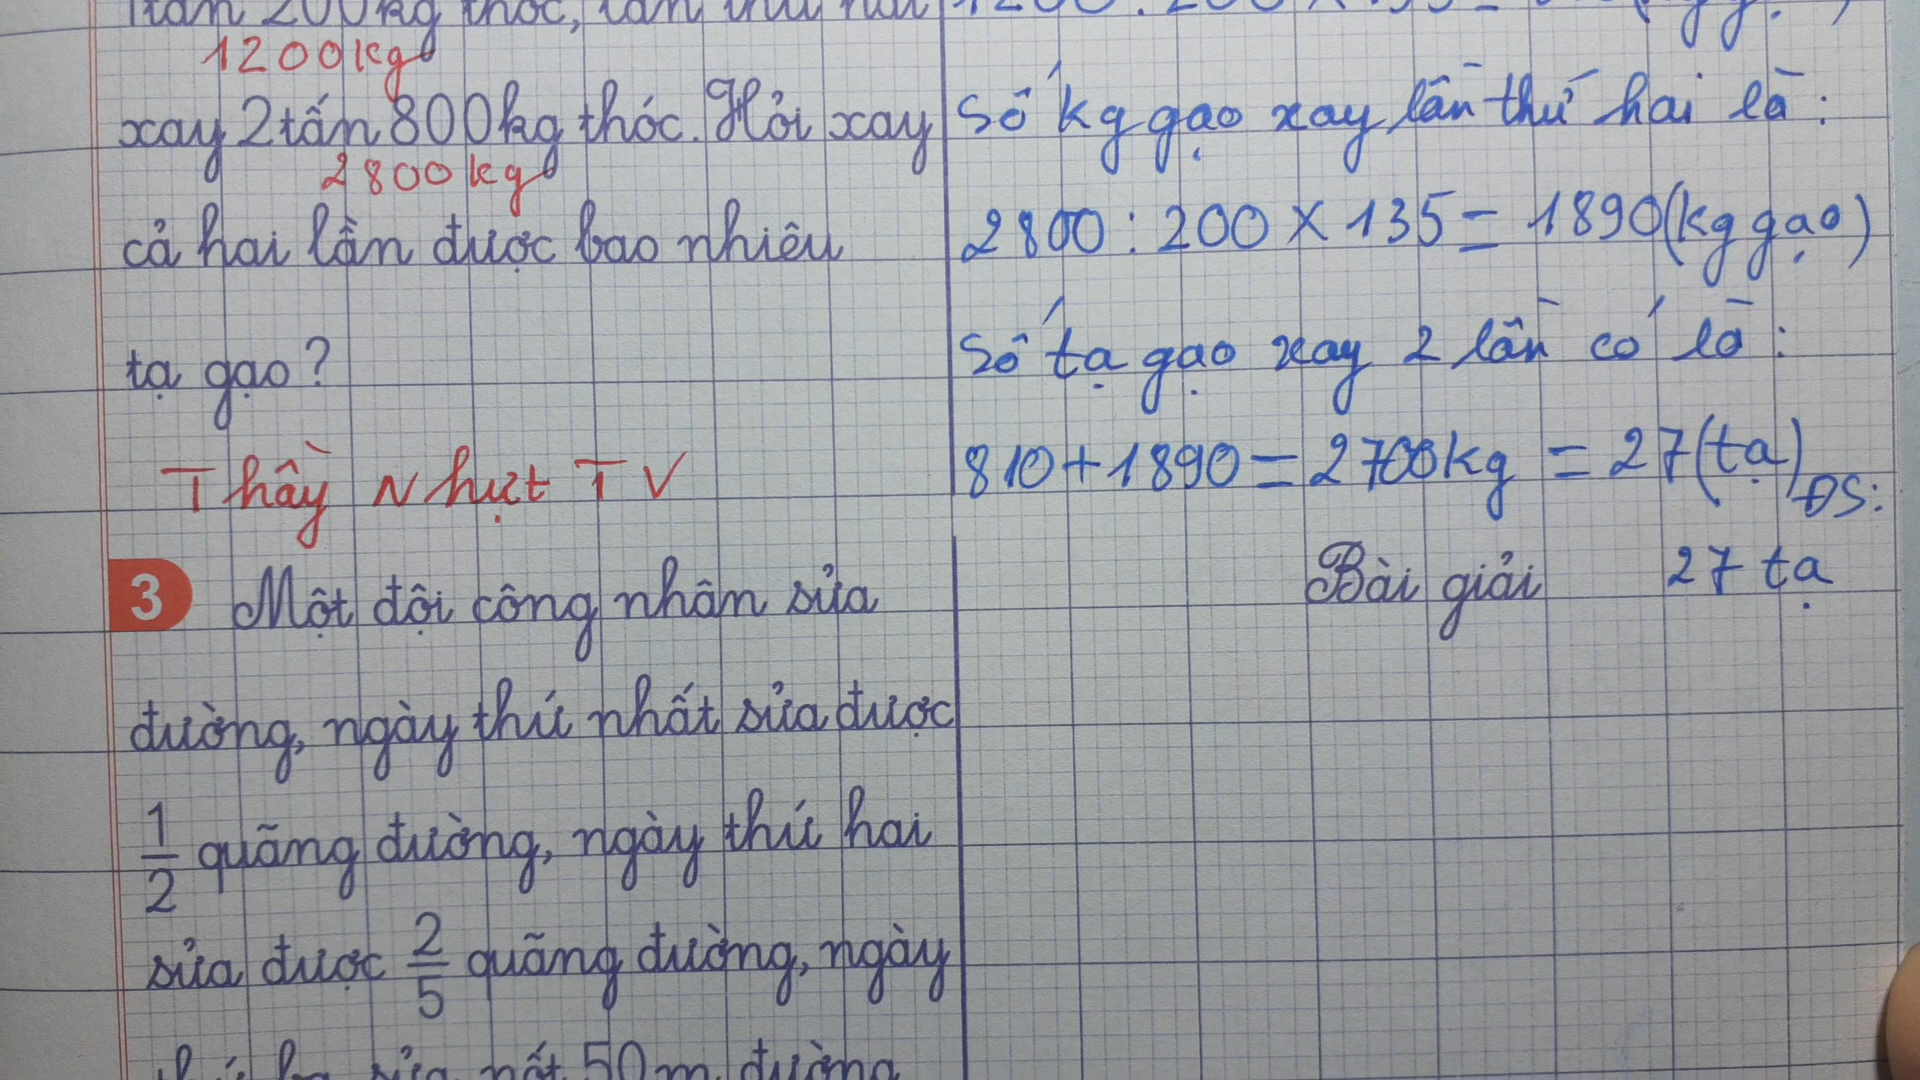 1200kg
xay 2 tấn 800kg thóc. Hỏi xay
2800kg
cả hai lần được bao nhiêu
tạ gạo?
Thầy Nhựt TV
Số kg gạo xay lần thứ hai là:
2800 : 200 × 135 = 1890 (kg gạo)
Số tạ gạo xay 2 lần có là:
810 + 1890 = 2700kg = 27 (tạ)
ĐS:
27 tạ
3 Một đội công nhân sửa
đường, ngày thứ nhất sửa được
1/2 quãng đường, ngày thứ hai
sửa được 2/5 quãng đường, ngày
50m đường
Bài giải